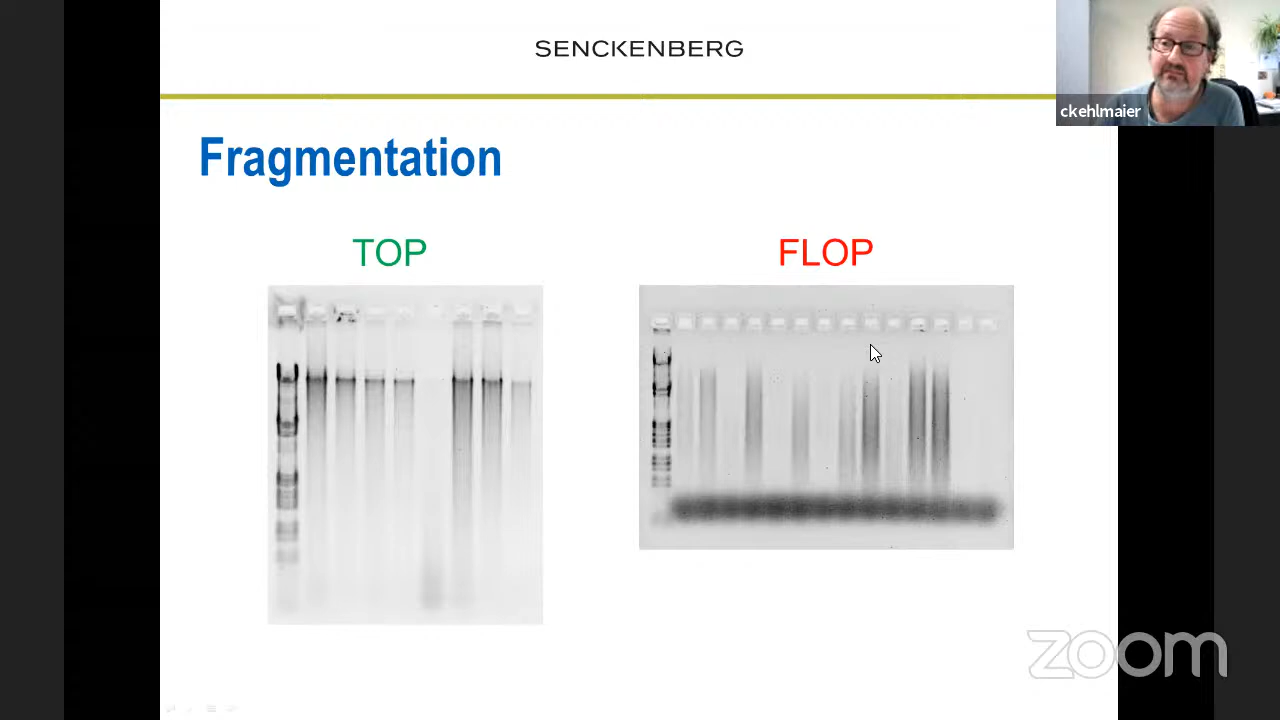 SENCKENBERG
ckehlmaier
Fragmentation
TOP
FLOP
zoom